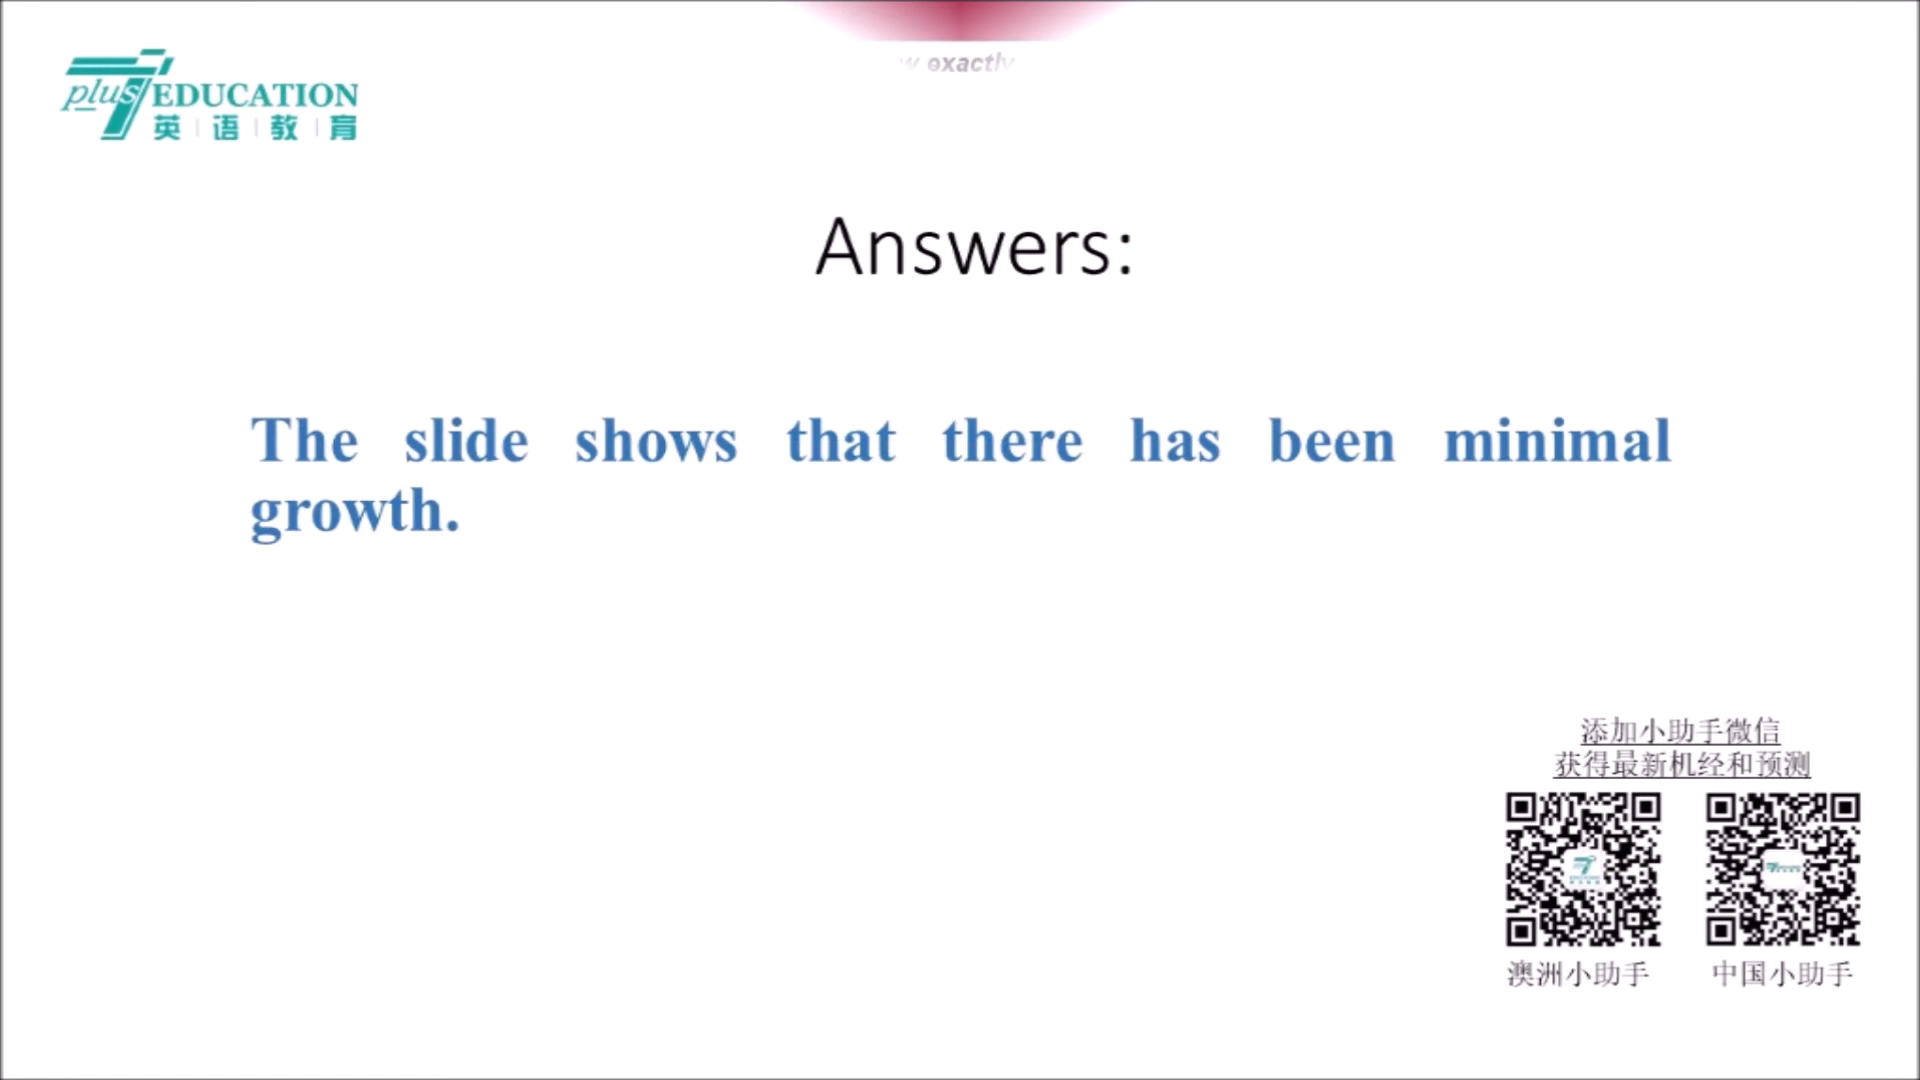 exactly
plus 7 EDUCATION
英语教育
Answers:
The slide shows that there has been minimal
growth.
添加小助手微信
获得最新机经和预测
澳洲小助手 中国小助手